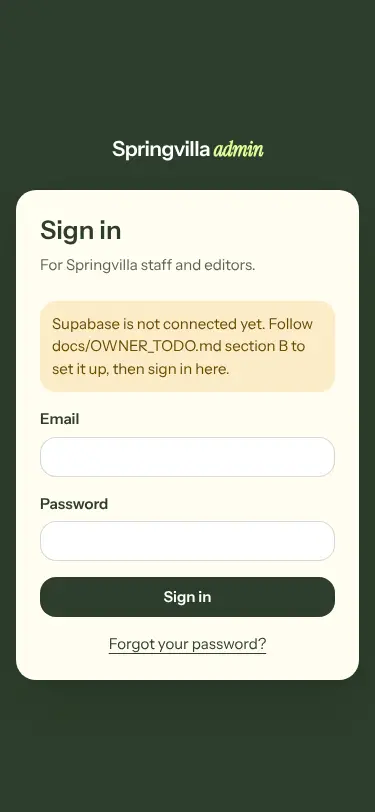 Springvilla admin
Sign in
For Springvilla staff and editors.
Supabase is not connected yet. Follow
docs/OWNER_TODO.md section B to
set it up, then sign in here.
Email
Password
Sign in
Forgot your password?